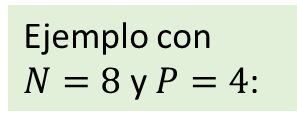 Ejemplo con
N = 8 y P = 4: